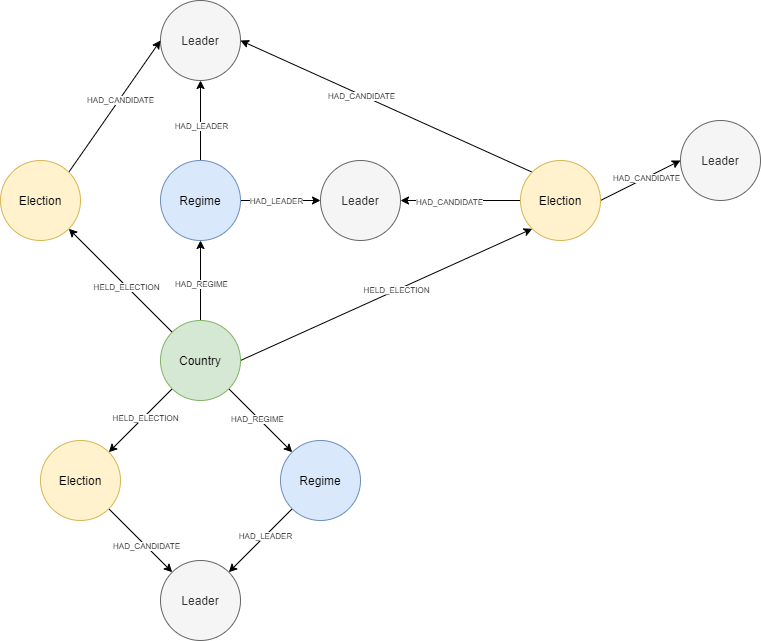 Leader
HAD_CANDIDATE
HAD_CANDIDATE
HAD_LEADER
Leader
HAD_CANDIDATE
Election
Regime
HAD_LEADER
Leader
HAD_CANDIDATE
Election
HELD_ELECTION
HAD_REGIME
HELD_ELECTION
Country
HELD_ELECTION
HAD_REGIME
Election
Regime
HAD_CANDIDATE
HAD_LEADER
Leader